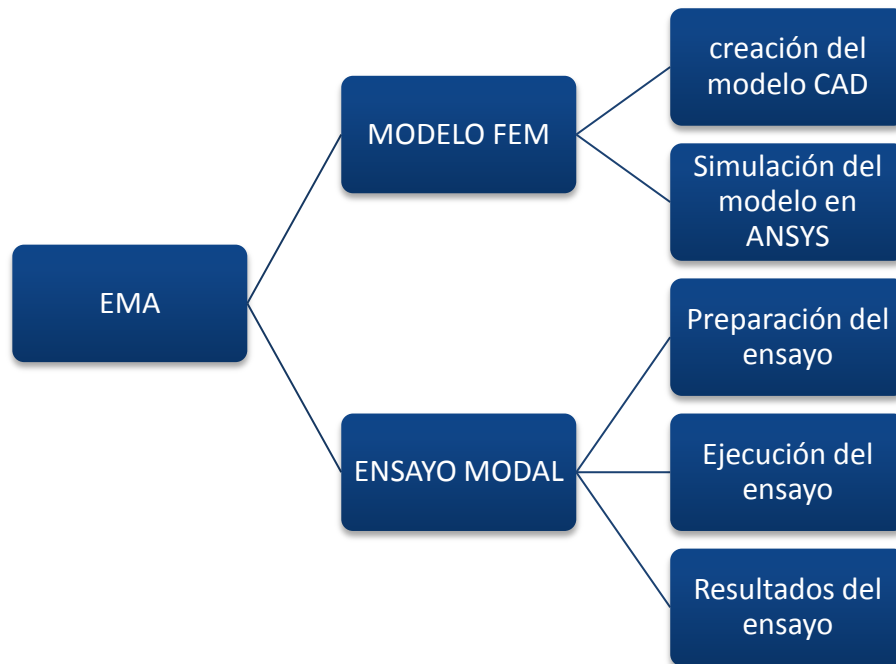 EMA
MODELO FEM
creación del
modelo CAD
Simulación del
modelo en
ANSYS
ENSAYO MODAL
Preparación del
ensayo
Ejecución del
ensayo
Resultados del
ensayo